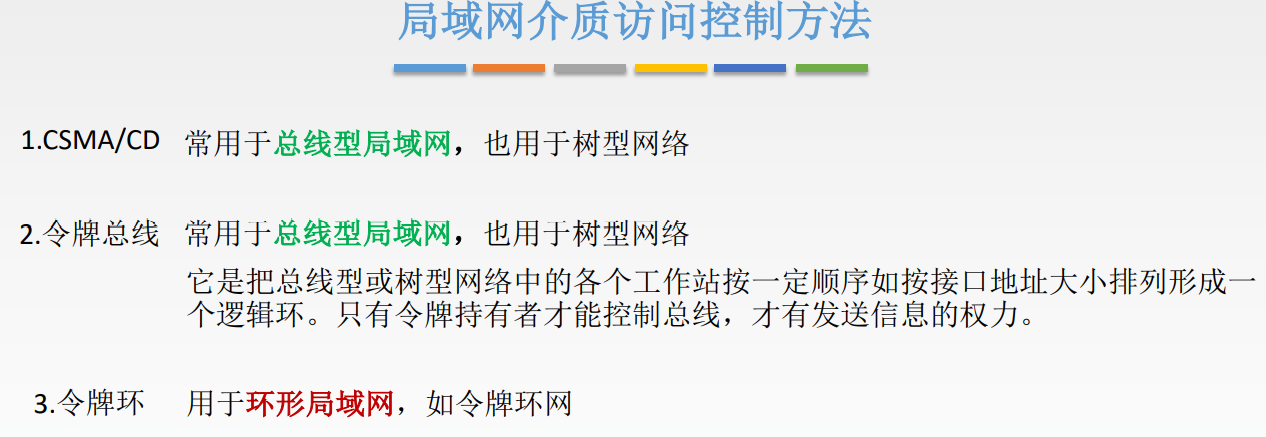 局域网介质访问控制方法
1.CSMA/CD 常用于总线型局域网，也用于树型网络
2.令牌总线 常用于总线型局域网，也用于树型网络
它是把总线型或树型网络中的各个工作站按一定顺序如按接口地址大小排列形成一
个逻辑环。只有令牌持有者才能控制总线，才有发送信息的权力。
3.令牌环 用于环形局域网，如令牌环网